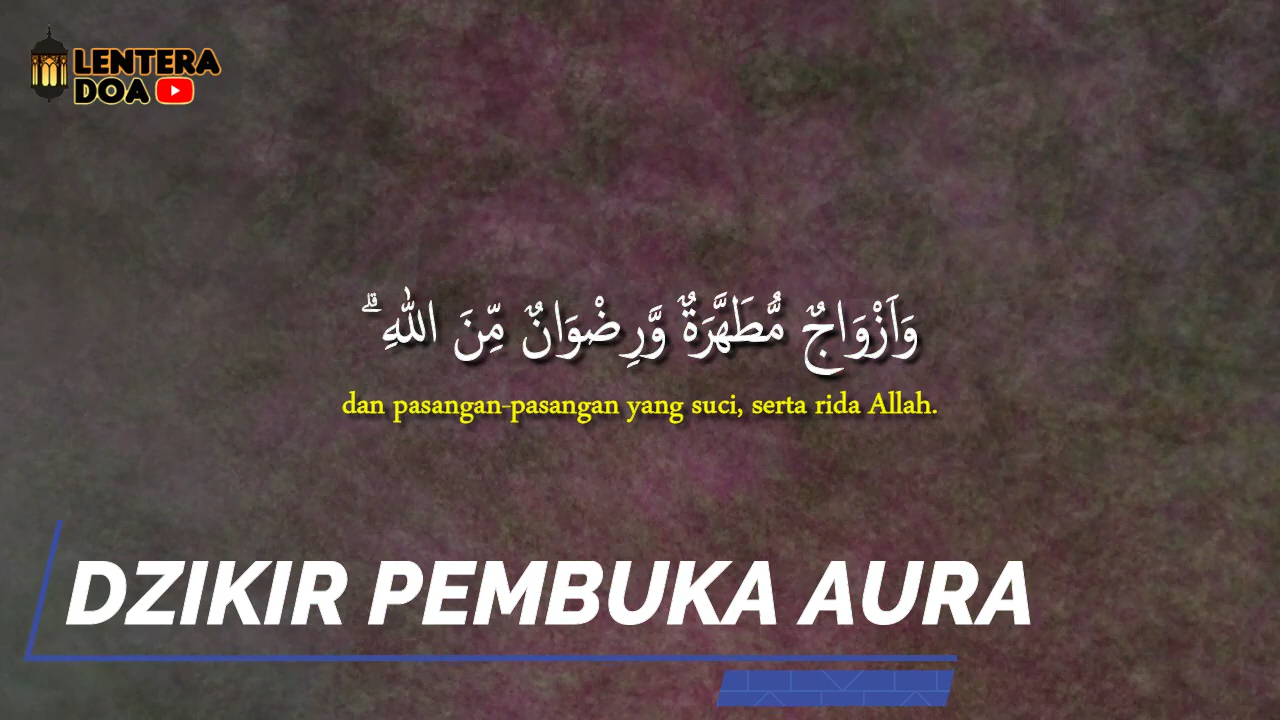 LENTERA
DOA
وَاَزْوَاجٌ مُّطَهَّرَةٌ وَّرِضْوَانٌ مِّنَ اللّٰهِ ۗ
dan pasangan-pasangan yang suci, serta rida Allah.
DZIKIR PEMBUKA AURA